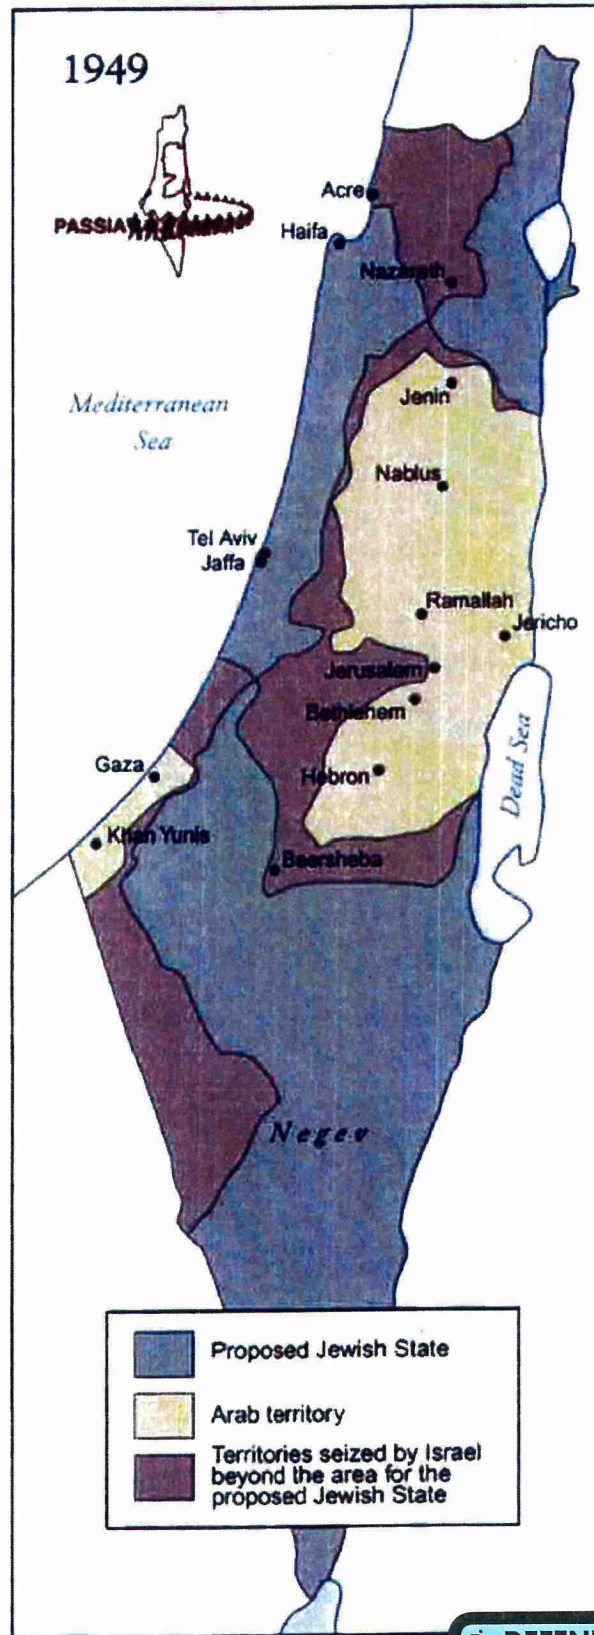 1949
PASSIA
Acre
Haifa
Nazareth
Jenin
Mediterranean
Sea
Nablus
Tel Aviv
Jaffa
Ramallah
Jericho
Jerusalem
Bethlehem
Gaza
Hebron
Dead Sea
Khan Yunis
Beersheba
Negev
Proposed Jewish State
Arab territory
Territories seized by Israel
beyond the area for the
proposed Jewish State